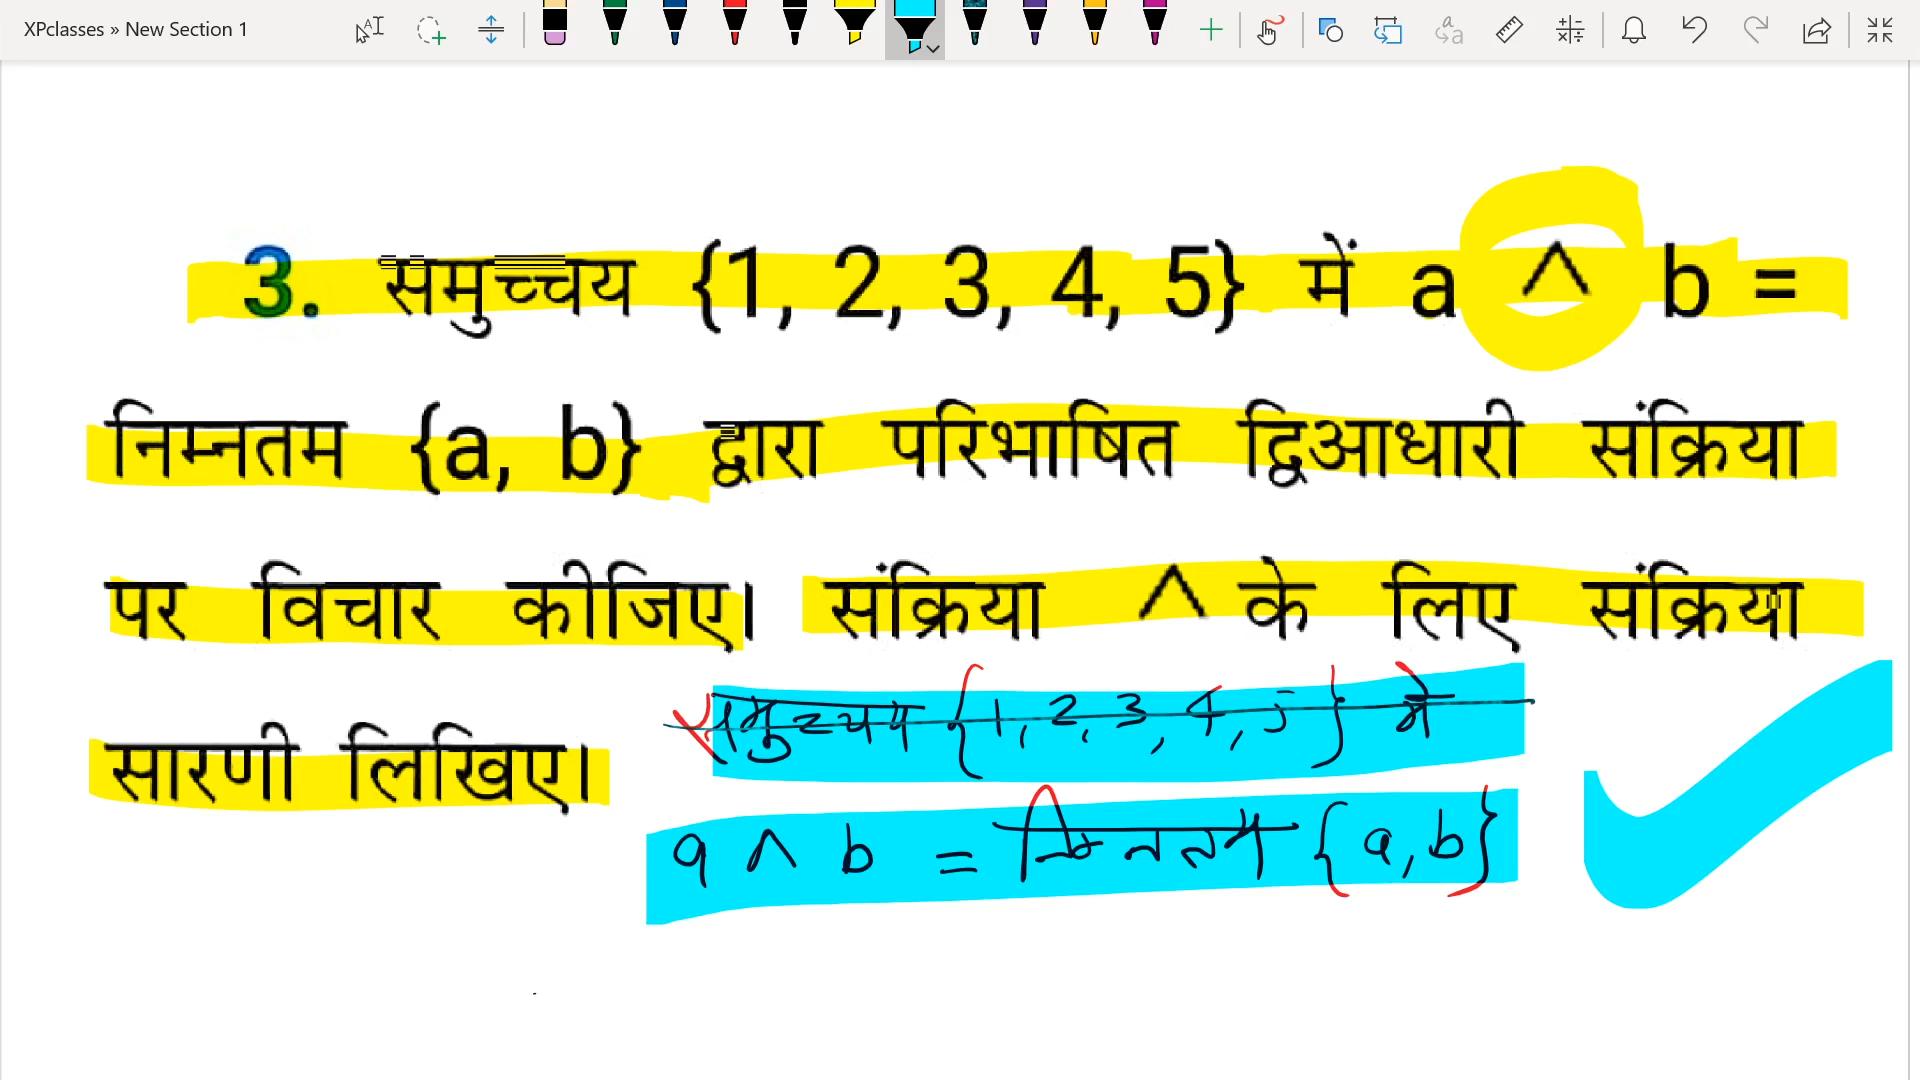 XPclasses » New Section 1
3. समुच्चय {1, 2, 3, 4, 5} में a ∧ b =
निम्नतम {a, b} द्वारा परिभाषित द्विआधारी संक्रिया
पर विचार कीजिए। संक्रिया ∧ के लिए संक्रिया
सारणी लिखिए।
समुच्चय {1, 2, 3, 4, 5} में
a ∧ b = निम्नतम {a, b}